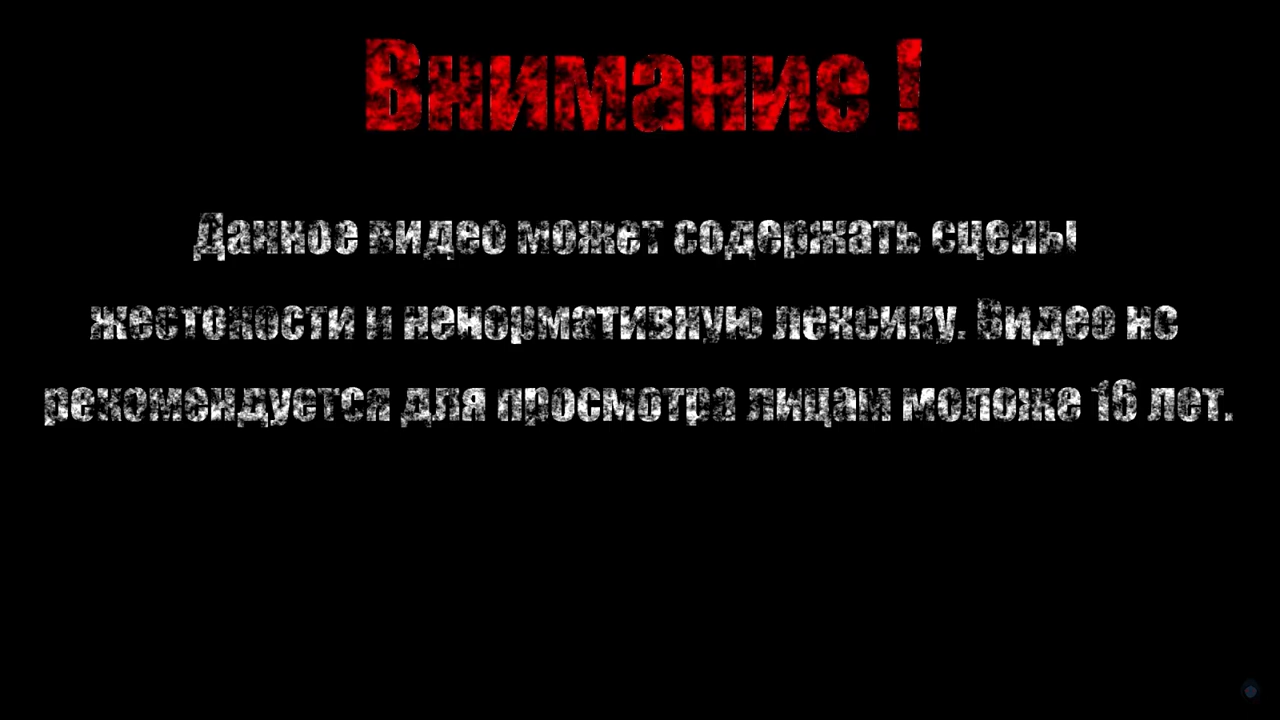 Внимание !
Данное видео может содержать сцены
жестокости и ненормативную лексику. Видео не
рекомендуется для просмотра лицам моложе 16 лет.